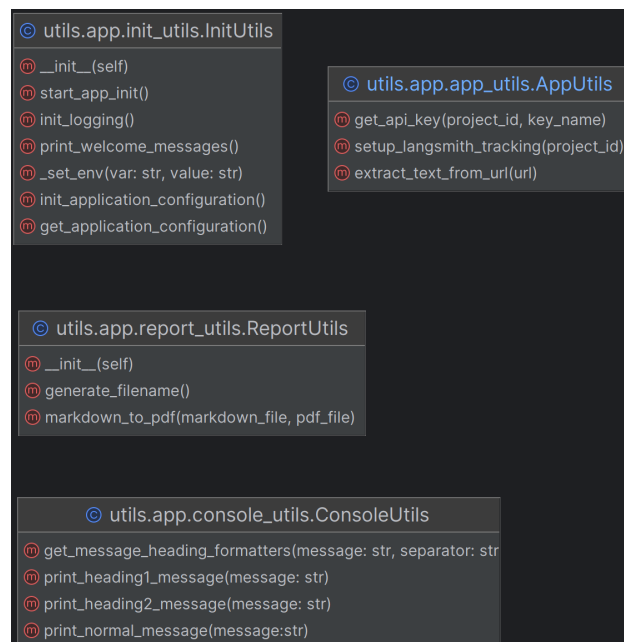 utils.app.init_utils.InitUtils
__init__(self)
start_app_init()
init_logging()
print_welcome_messages()
_set_env(var: str, value: str)
init_application_configuration()
get_application_configuration()
utils.app.app_utils.AppUtils
get_api_key(project_id, key_name)
setup_langsmith_tracking(project_id)
extract_text_from_url(url)
utils.app.report_utils.ReportUtils
__init__(self)
generate_filename()
markdown_to_pdf(markdown_file, pdf_file)
utils.app.console_utils.ConsoleUtils
get_message_heading_formatters(message: str, separator: str
print_heading1_message(message: str)
print_heading2_message(message: str)
print_normal_message(message:str)